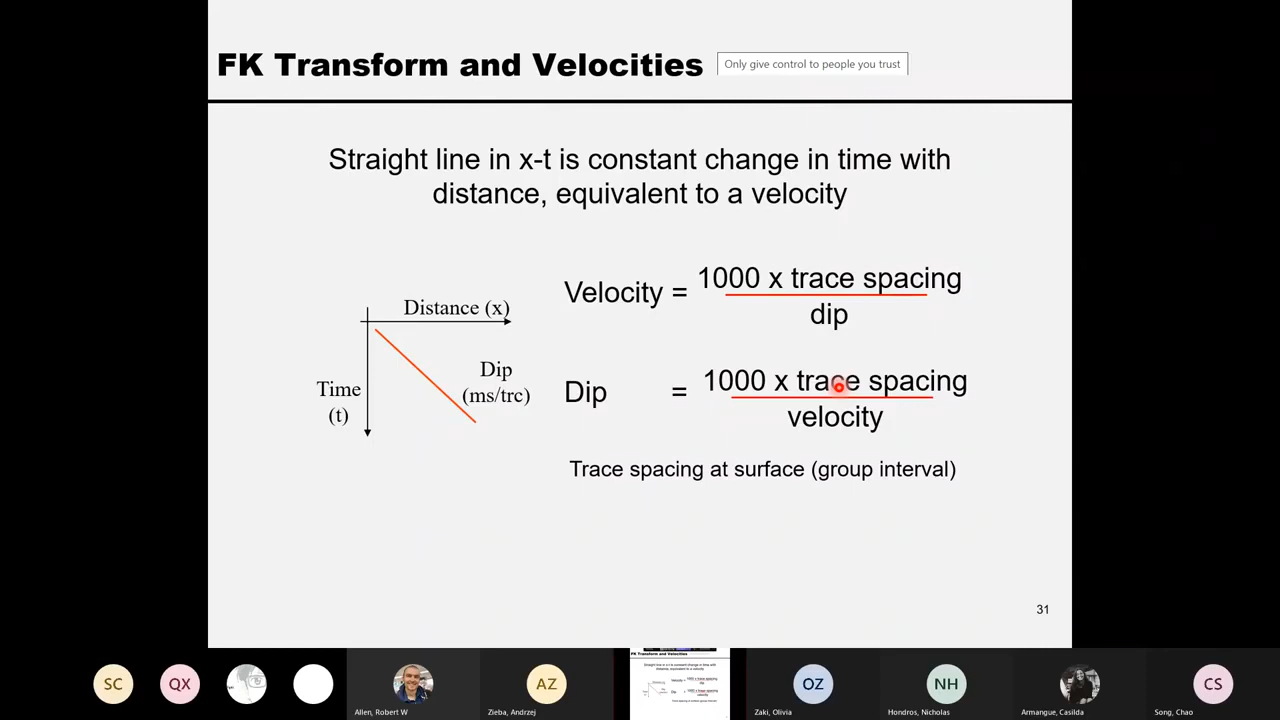 FK Transform and Velocities
Only give control to people you trust
Straight line in x-t is constant change in time with
distance, equivalent to a velocity
Velocity = 1000 x trace spacing
dip
Distance (x)
Time
(t)
Dip
(ms/trc)
Dip = 1000 x trace spacing
velocity
Trace spacing at surface (group interval)
31
SC
QX
AZ
OZ
NH
CS
Allen, Robert W
Zieba, Andrzej
Zaki, Olivia
Hondros, Nicholas
Armangue, Casilda
Song, Chao